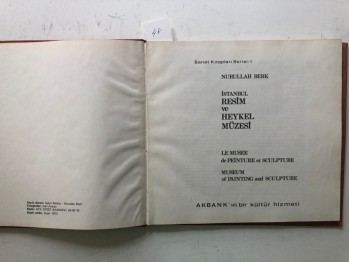 48
Sanat Kitapları Serisi: 1
NURULLAH BERK
İSTANBUL
RESİM
ve
HEYKEL
MÜZESİ
LE MUSEE
de PEINTURE et SCULPTURE
MUSEUM
of PAINTING and SCULPTURE
AKBANK'ın bir kültür hizmeti